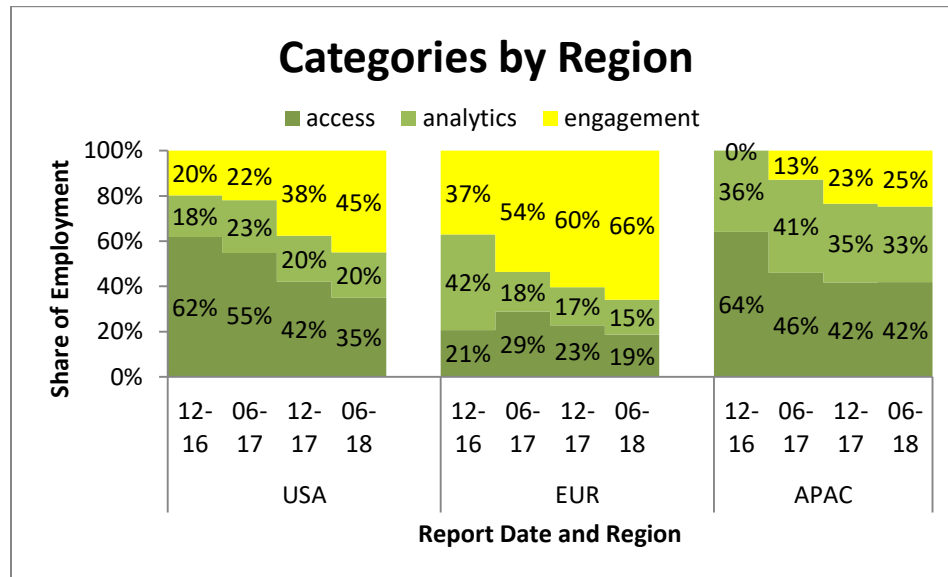 Categories by Region
access analytics engagement
Share of Employment
100%
80%
60%
40%
20%
0%
20% 22% 38% 45%
18% 23% 20% 20%
62% 55% 42% 35%
37% 54% 60% 66%
42% 18% 17% 15%
21% 29% 23% 19%
0% 13% 23% 25%
36% 41% 35% 33%
64% 46% 42% 42%
12- 06- 12- 06- 12- 06- 12- 06- 12- 06- 12- 06-
16 17 17 18 16 17 17 18 16 17 17 18
USA EUR APAC
Report Date and Region